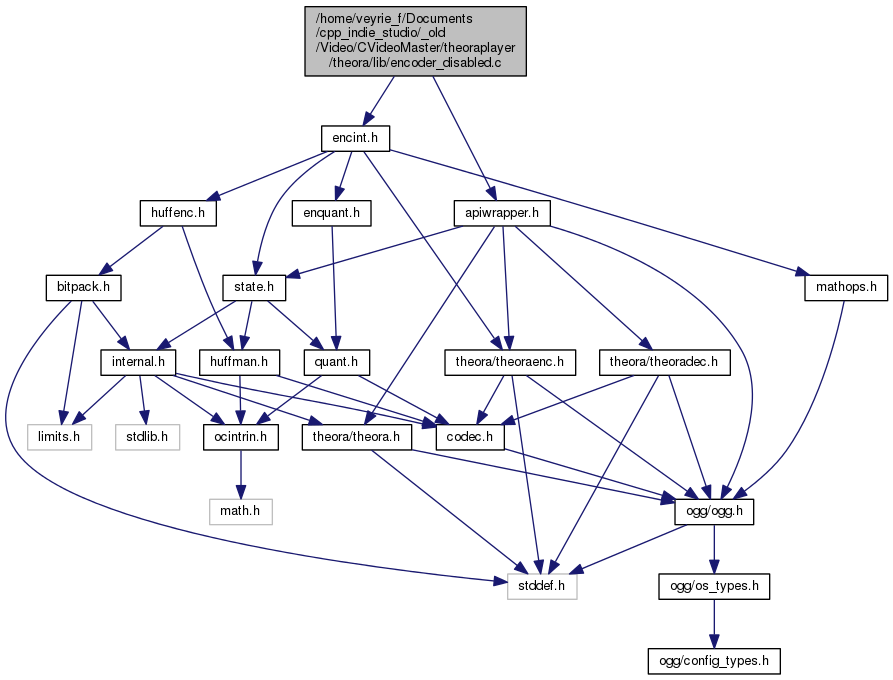 /home/veyrie_f/Documents
/cpp_indie_studio/_old
/Video/CVideoMaster/theoraplayer
/theora/lib/encoder_disabled.c
encint.h
huffenc.h
enquant.h
apiwrapper.h
bitpack.h
state.h
mathops.h
internal.h
huffman.h
quant.h
theora/theoraenc.h
theora/theoradec.h
limits.h
stdlib.h
ocintrin.h
theora/theora.h
codec.h
math.h
ogg/ogg.h
stddef.h
ogg/os_types.h
ogg/config_types.h